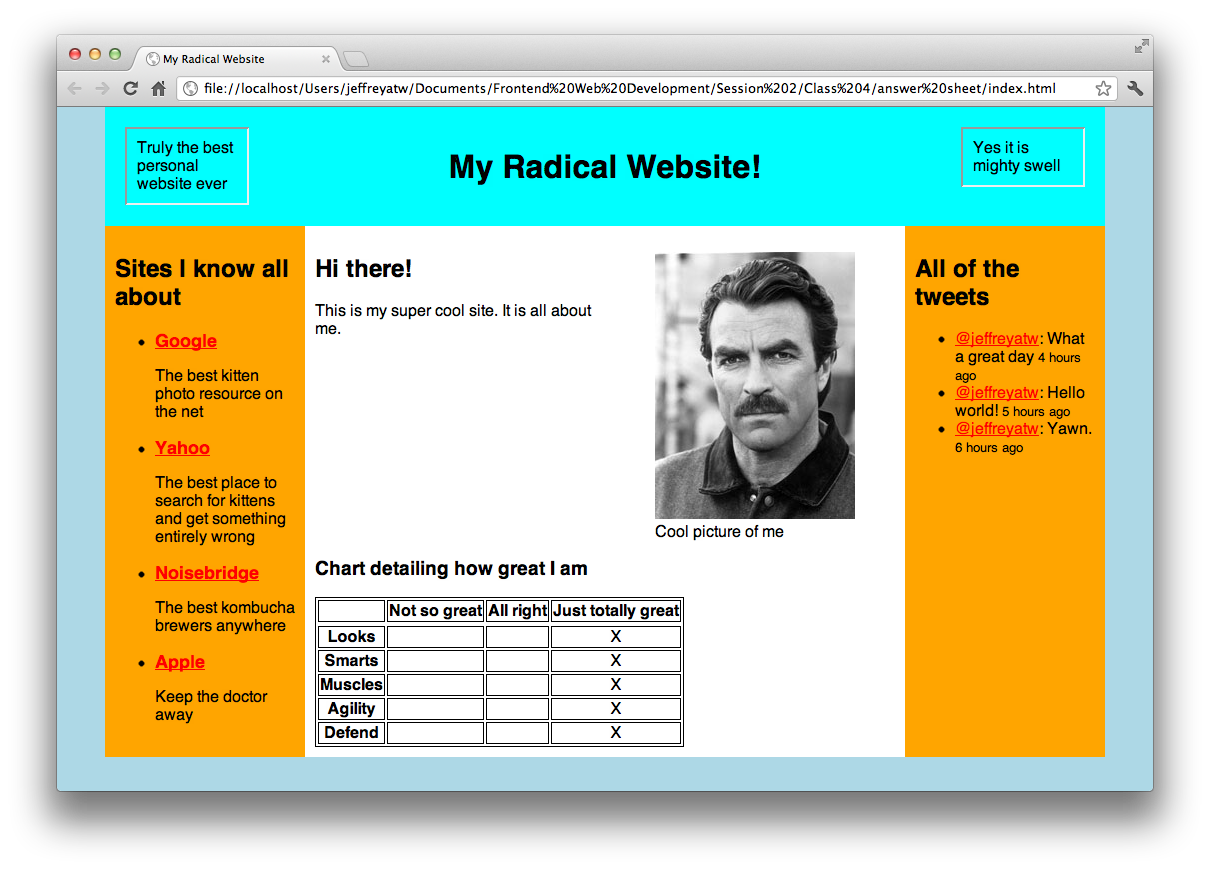 My Radical Website
file://localhost/Users/jeffreyatw/Documents/Frontend%20Web%20Development/Session%202/Class%204/answer%20sheet/index.html
Truly the best
personal
website ever
My Radical Website!
Yes it is
mighty swell
Sites I know all
about
Google
The best kitten
photo resource on
the net
Yahoo
The best place to
search for kittens
and get something
entirely wrong
Noisebridge
The best kombucha
brewers anywhere
Apple
Keep the doctor
away
Hi there!
This is my super cool site. It is all about
me.
Cool picture of me
Chart detailing how great I am
Not so great All right Just totally great
Looks X
Smarts X
Muscles X
Agility X
Defend X
All of the
tweets
@jeffreyatw: What
a great day 4 hours
ago
@jeffreyatw: Hello
world! 5 hours ago
@jeffreyatw: Yawn.
6 hours ago